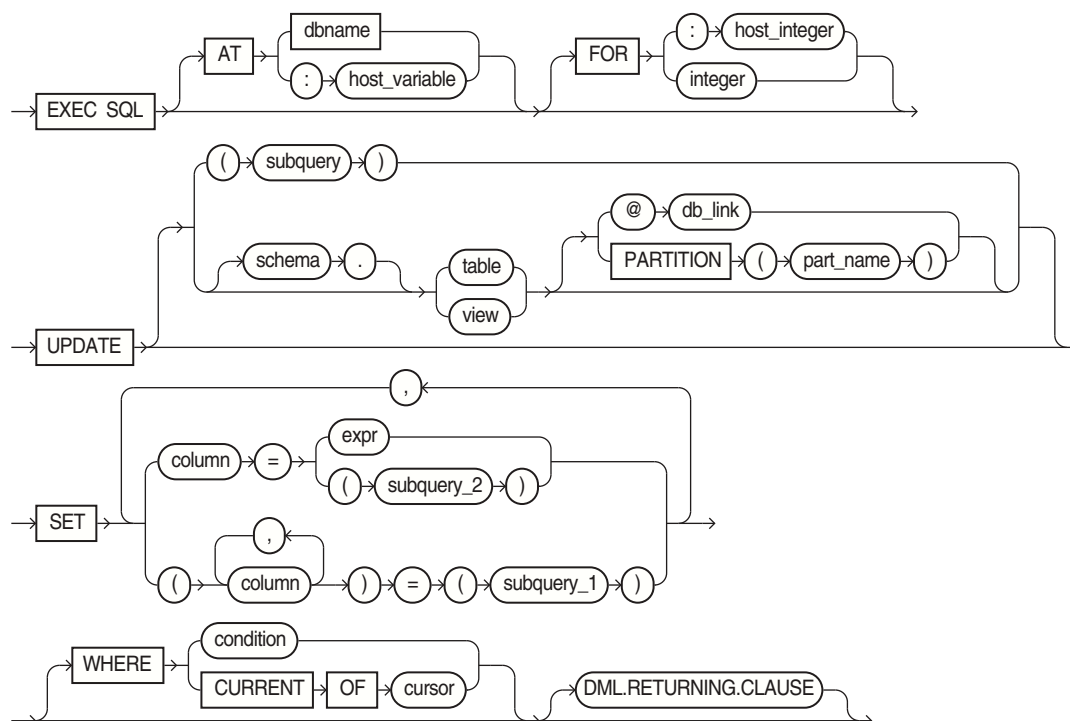 AT dbname FOR : host_integer
: host_variable integer
EXEC SQL
( subquery )
@ db_link
schema . table PARTITION ( part_name )
view
UPDATE
,
expr
column =
( subquery_2 )
SET
,
( column ) = ( subquery_1 )
condition
WHERE
CURRENT OF cursor DML.RETURNING.CLAUSE